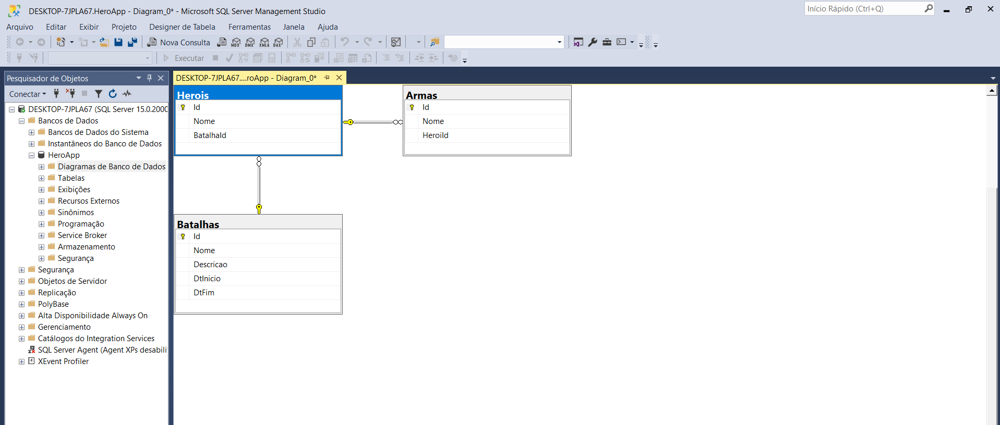 DESKTOP-7JPLA67.HeroApp - Diagram_0* - Microsoft SQL Server Management Studio
Início Rápido (Ctrl+Q)
Arquivo Editar Exibir Projeto Designer de Tabela Ferramentas Janela Ajuda
Nova Consulta MDX DMX XMLA DAX
Executar
Pesquisador de Objetos
Conectar
DESKTOP-7JPLA67 (SQL Server 15.0.2000
Bancos de Dados
Bancos de Dados do Sistema
Instantâneos do Banco de Dados
HeroApp
Diagramas de Banco de Dados
Tabelas
Exibições
Recursos Externos
Sinônimos
Programação
Service Broker
Armazenamento
Segurança
Segurança
Objetos de Servidor
Replicação
PolyBase
Alta Disponibilidade Always On
Gerenciamento
Catálogos do Integration Services
SQL Server Agent (Agent XPs desabili
XEvent Profiler
DESKTOP-7JPLA67....roApp - Diagram_0*
Herois
Id
Nome
BatalhaId
Armas
Id
Nome
HeroiId
Batalhas
Id
Nome
Descricao
DtInicio
DtFim